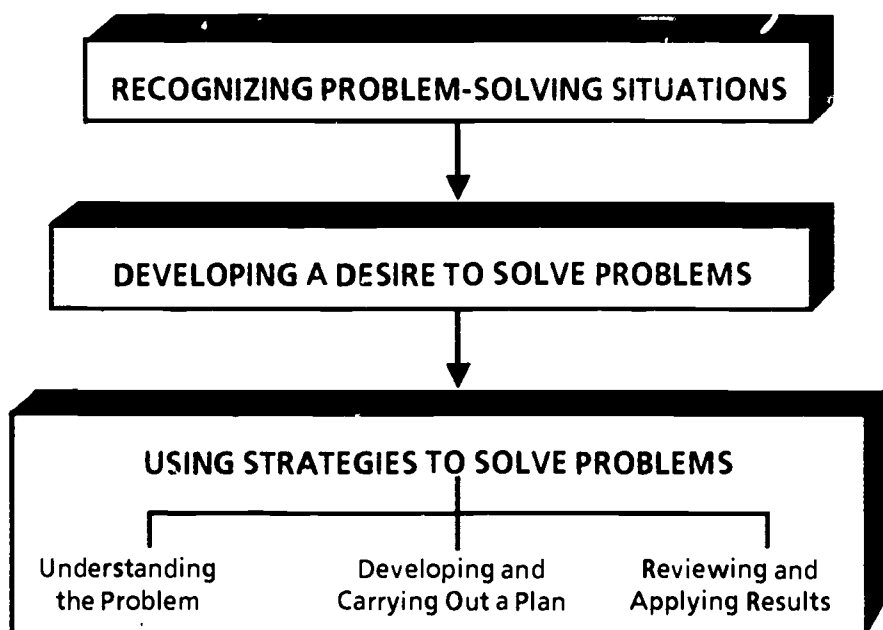 RECOGNIZING PROBLEM-SOLVING SITUATIONS
DEVELOPING A DESIRE TO SOLVE PROBLEMS
USING STRATEGIES TO SOLVE PROBLEMS
Understanding
the Problem
Developing and
Carrying Out a Plan
Reviewing and
Applying Results